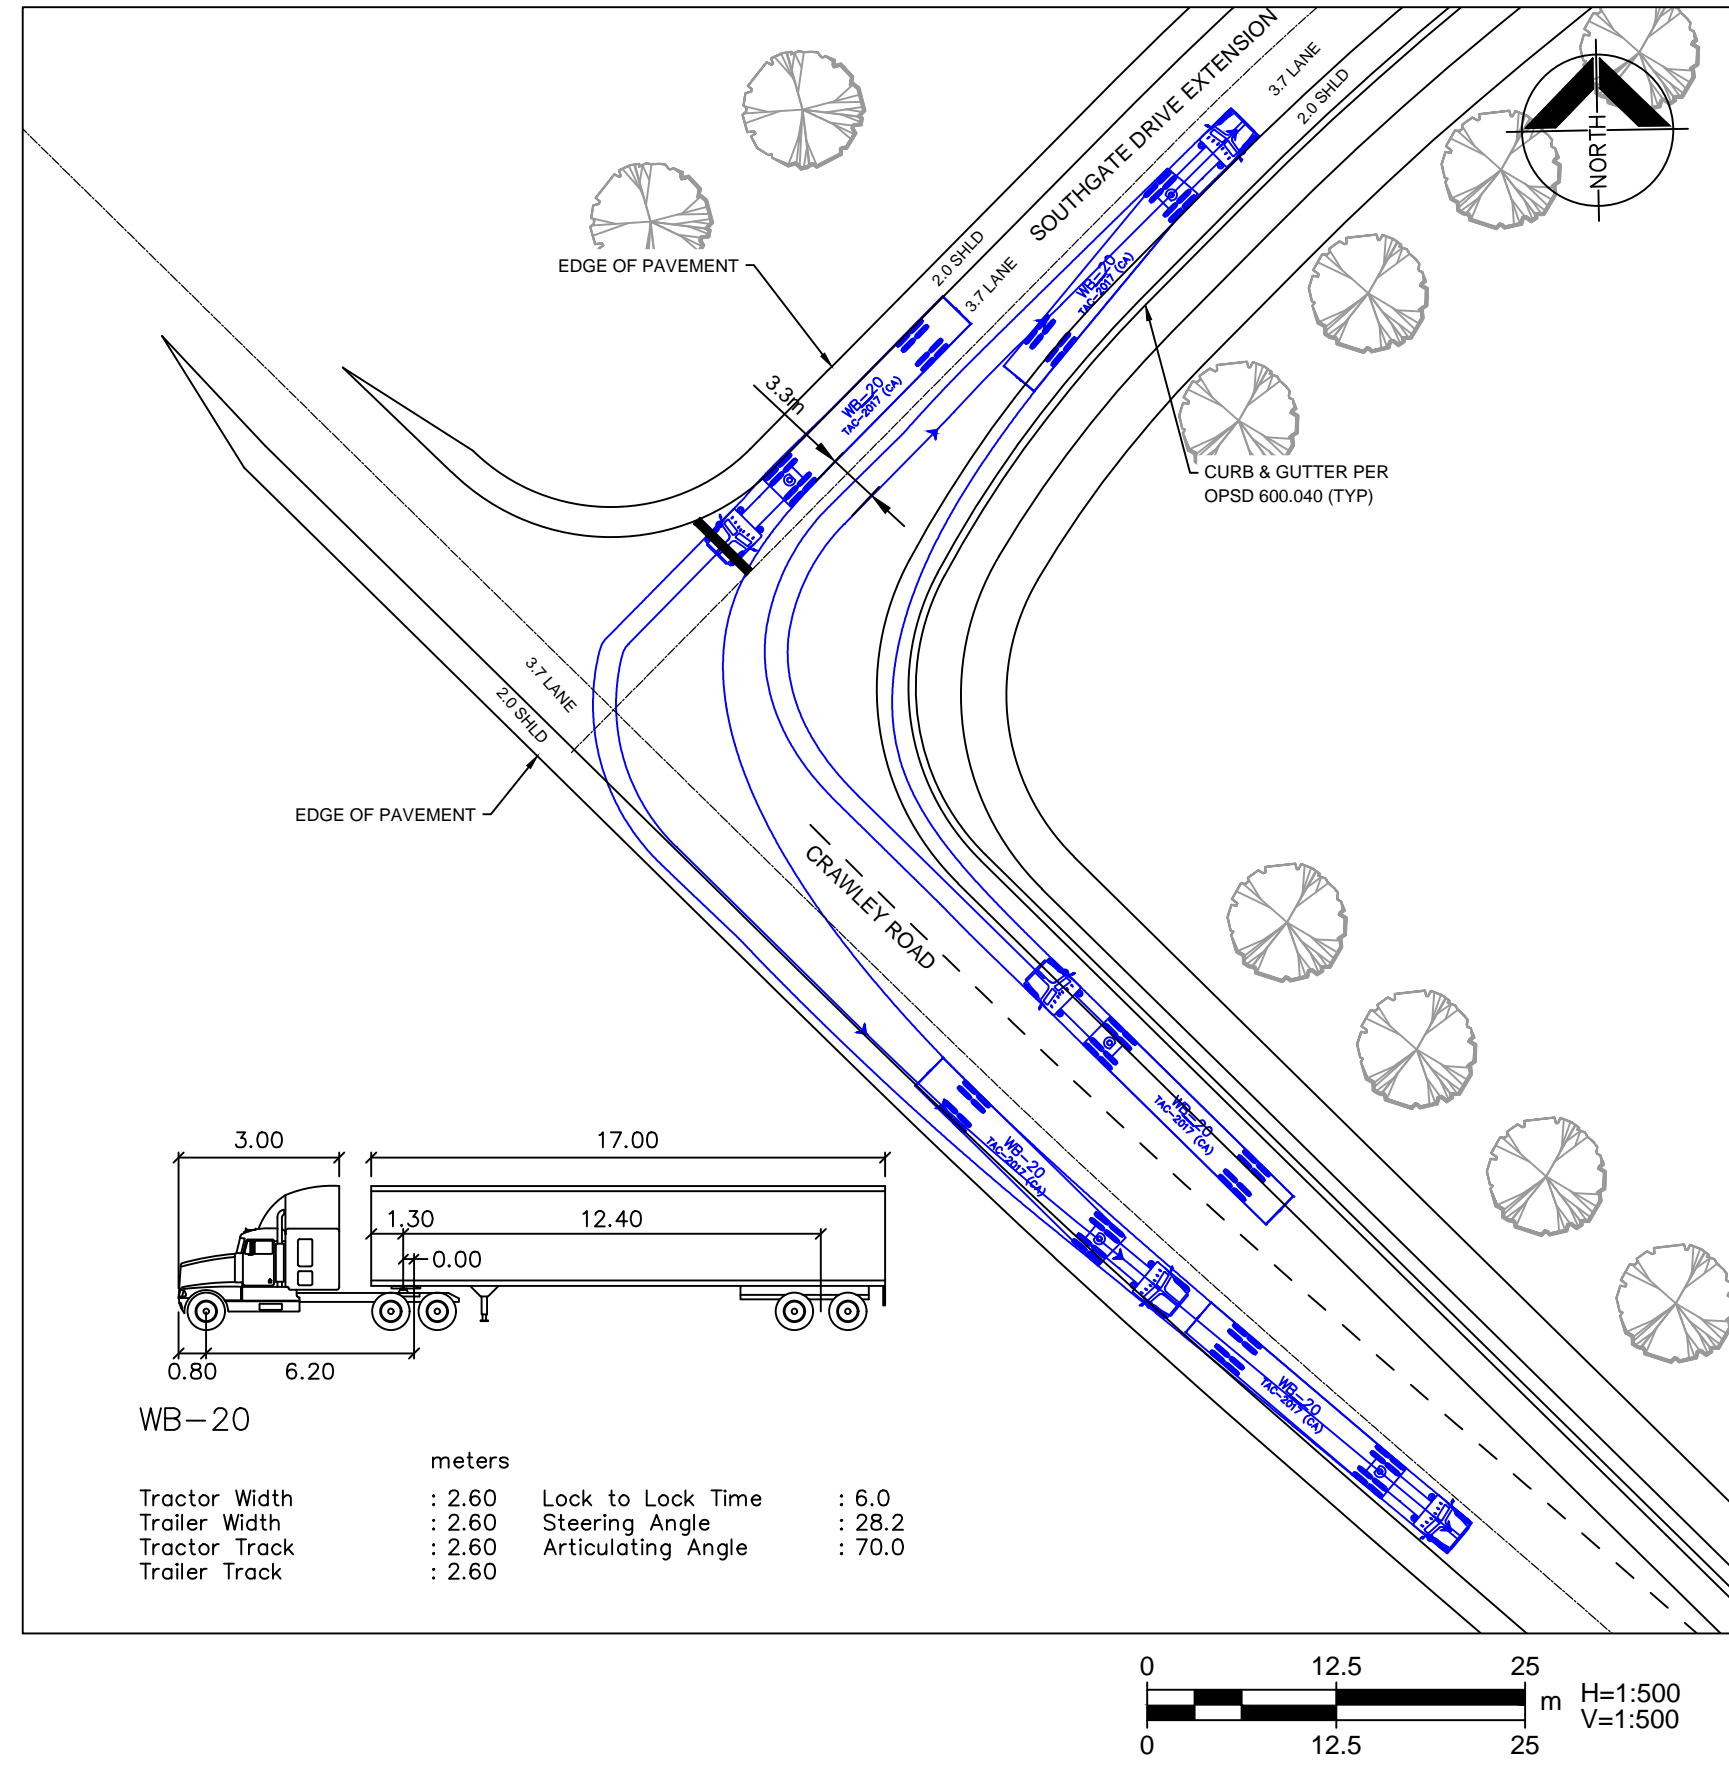 SOUTHGATE DRIVE EXTENSION
3.7 LANE
2.0 SHLD
NORTH
EDGE OF PAVEMENT
2.0 SHLD
3.7 LANE
WB-20
TAC-2017 (CA)
3.3m
WB-20
TAC-2017 (CA)
CURB & GUTTER PER
OPSD 600.040 (TYP)
3.7 LANE
2.0 SHLD
EDGE OF PAVEMENT
CRAWLEY ROAD
WB-20
TAC-2017 (CA)
WB-20
TAC-2017 (CA)
WB-20
TAC-2017 (CA)
3.00 17.00
1.30 12.40
0.00
0.80 6.20
WB-20
meters
Tractor Width : 2.60 Lock to Lock Time : 6.0
Trailer Width : 2.60 Steering Angle : 28.2
Tractor Track : 2.60 Articulating Angle : 70.0
Trailer Track : 2.60
0 12.5 25
m H=1:500
V=1:500
0 12.5 25